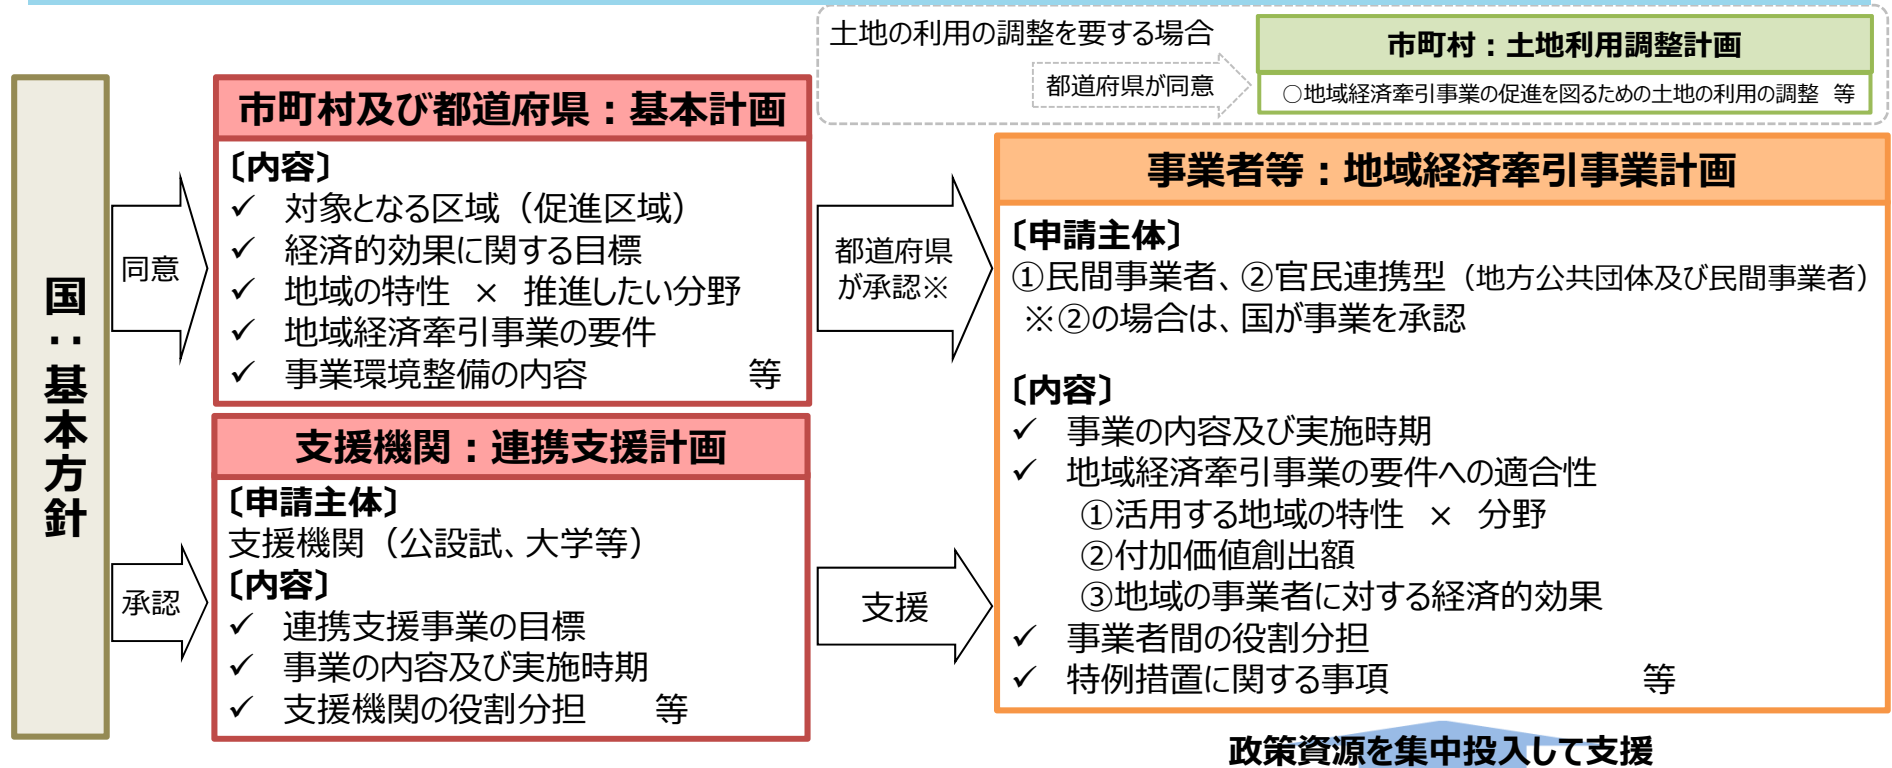 土地の利用の調整を要する場合
都道府県が同意
市町村：土地利用調整計画
○地域経済牽引事業の促進を図るための土地の利用の調整 等
国：基本方針
同意
承認
市町村及び都道府県：基本計画
〔内容〕
✓ 対象となる区域（促進区域）
✓ 経済的効果に関する目標
✓ 地域の特性 × 推進したい分野
✓ 地域経済牽引事業の要件
✓ 事業環境整備の内容 等
支援機関：連携支援計画
〔申請主体〕
支援機関（公設試、大学等）
〔内容〕
✓ 連携支援事業の目標
✓ 事業の内容及び実施時期
✓ 支援機関の役割分担 等
都道府県
が承認※
支援
事業者等：地域経済牽引事業計画
〔申請主体〕
①民間事業者、②官民連携型（地方公共団体及び民間事業者）
※②の場合は、国が事業を承認
〔内容〕
✓ 事業の内容及び実施時期
✓ 地域経済牽引事業の要件への適合性
①活用する地域の特性 × 分野
②付加価値創出額
③地域の事業者に対する経済的効果
✓ 事業者間の役割分担
✓ 特例措置に関する事項 等
政策資源を集中投入して支援